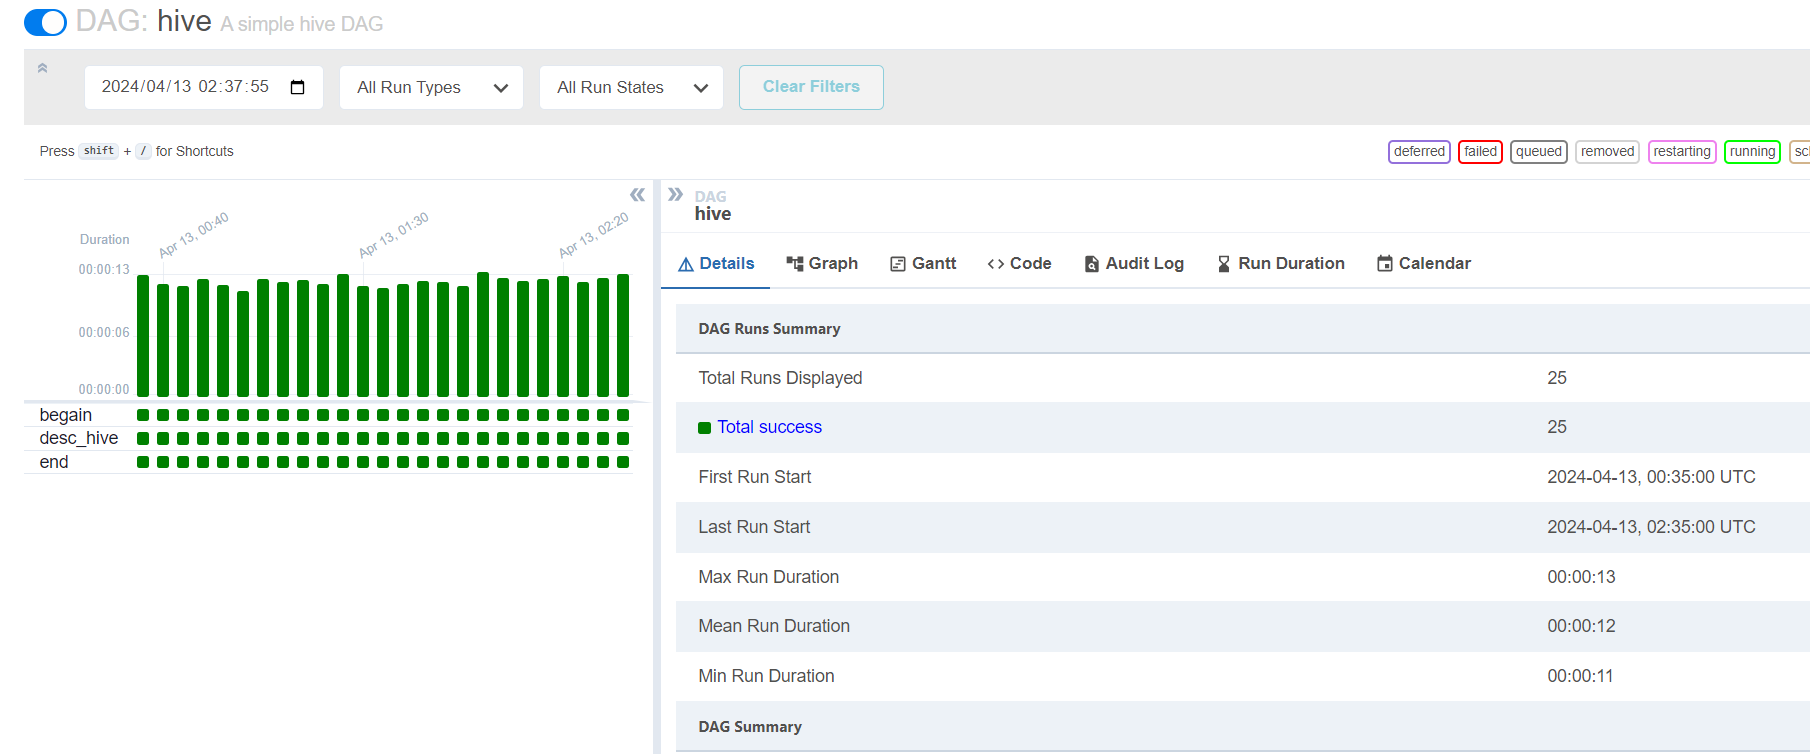 DAG: hive A simple hive DAG
2024/04/13 02:37:55 All Run Types All Run States Clear Filters
Press shift + / for Shortcuts
deferred failed queued removed restarting running
Apr 13, 00:40 Apr 13, 01:30 Apr 13, 02:20
Duration
00:00:13
00:00:06
00:00:00
begain
desc_hive
end
DAG
hive
Details Graph Gantt Code Audit Log Run Duration Calendar
DAG Runs Summary
Total Runs Displayed 25
Total success 25
First Run Start 2024-04-13, 00:35:00 UTC
Last Run Start 2024-04-13, 02:35:00 UTC
Max Run Duration 00:00:13
Mean Run Duration 00:00:12
Min Run Duration 00:00:11
DAG Summary